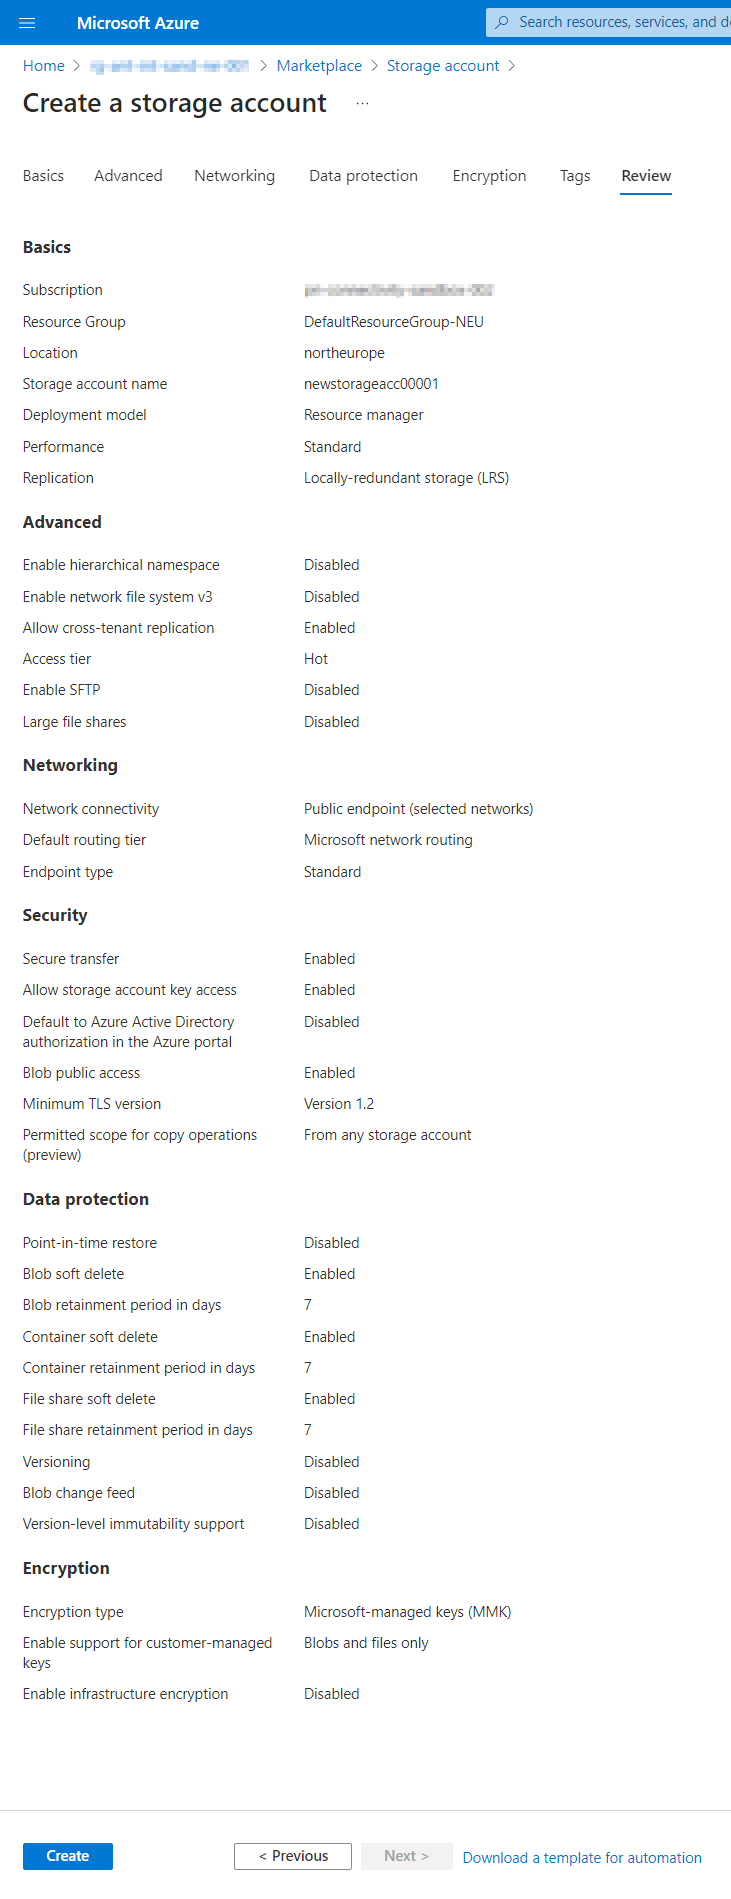 Microsoft Azure
Search resources, services, and d
Home > > Marketplace > Storage account >
Create a storage account ...
Basics Advanced Networking Data protection Encryption Tags Review
Basics
Subscription
Resource Group DefaultResourceGroup-NEU
Location northeurope
Storage account name newstorageacc00001
Deployment model Resource manager
Performance Standard
Replication Locally-redundant storage (LRS)
Advanced
Enable hierarchical namespace Disabled
Enable network file system v3 Disabled
Allow cross-tenant replication Enabled
Access tier Hot
Enable SFTP Disabled
Large file shares Disabled
Networking
Network connectivity Public endpoint (selected networks)
Default routing tier Microsoft network routing
Endpoint type Standard
Security
Secure transfer Enabled
Allow storage account key access Enabled
Default to Azure Active Directory Disabled
authorization in the Azure portal
Blob public access Enabled
Minimum TLS version Version 1.2
Permitted scope for copy operations From any storage account
(preview)
Data protection
Point-in-time restore Disabled
Blob soft delete Enabled
Blob retainment period in days 7
Container soft delete Enabled
Container retainment period in days 7
File share soft delete Enabled
File share retainment period in days 7
Versioning Disabled
Blob change feed Disabled
Version-level immutability support Disabled
Encryption
Encryption type Microsoft-managed keys (MMK)
Enable support for customer-managed Blobs and files only
keys
Enable infrastructure encryption Disabled
Create < Previous Next > Download a template for automation